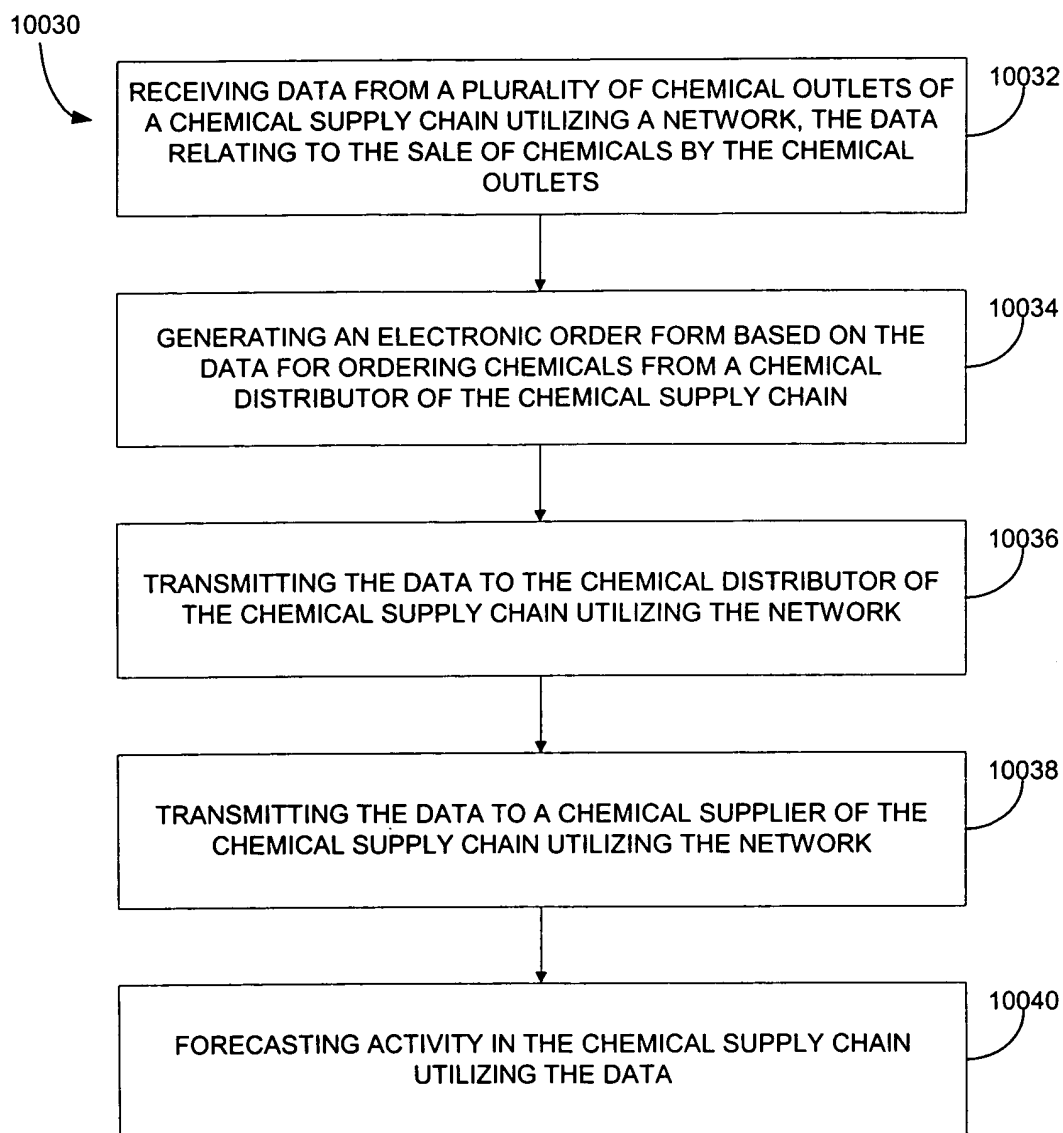 10030
RECEIVING DATA FROM A PLURALITY OF CHEMICAL OUTLETS OF
A CHEMICAL SUPPLY CHAIN UTILIZING A NETWORK, THE DATA
RELATING TO THE SALE OF CHEMICALS BY THE CHEMICAL
OUTLETS
10032
GENERATING AN ELECTRONIC ORDER FORM BASED ON THE
DATA FOR ORDERING CHEMICALS FROM A CHEMICAL
DISTRIBUTOR OF THE CHEMICAL SUPPLY CHAIN
10034
TRANSMITTING THE DATA TO THE CHEMICAL DISTRIBUTOR OF
THE CHEMICAL SUPPLY CHAIN UTILIZING THE NETWORK
10036
TRANSMITTING THE DATA TO A CHEMICAL SUPPLIER OF THE
CHEMICAL SUPPLY CHAIN UTILIZING THE NETWORK
10038
FORECASTING ACTIVITY IN THE CHEMICAL SUPPLY CHAIN
UTILIZING THE DATA
10040